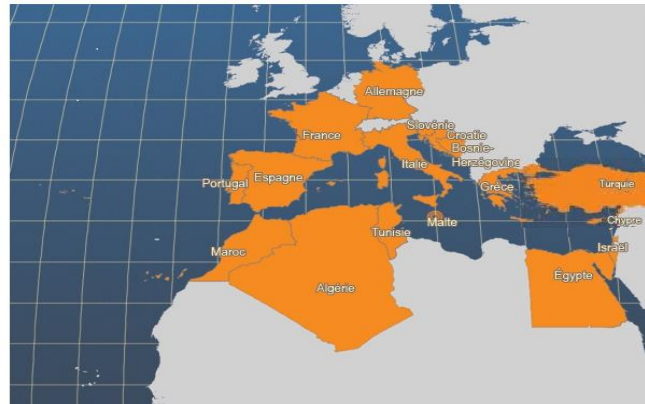 Allemagne
Slovénie
Croatie
France
Bosnie-
Herzégovine
Italie
Portugal
Espagne
Grèce
Turquie
Malte
Chypre
Tunisie
Maroc
Israël
Algérie
Égypte